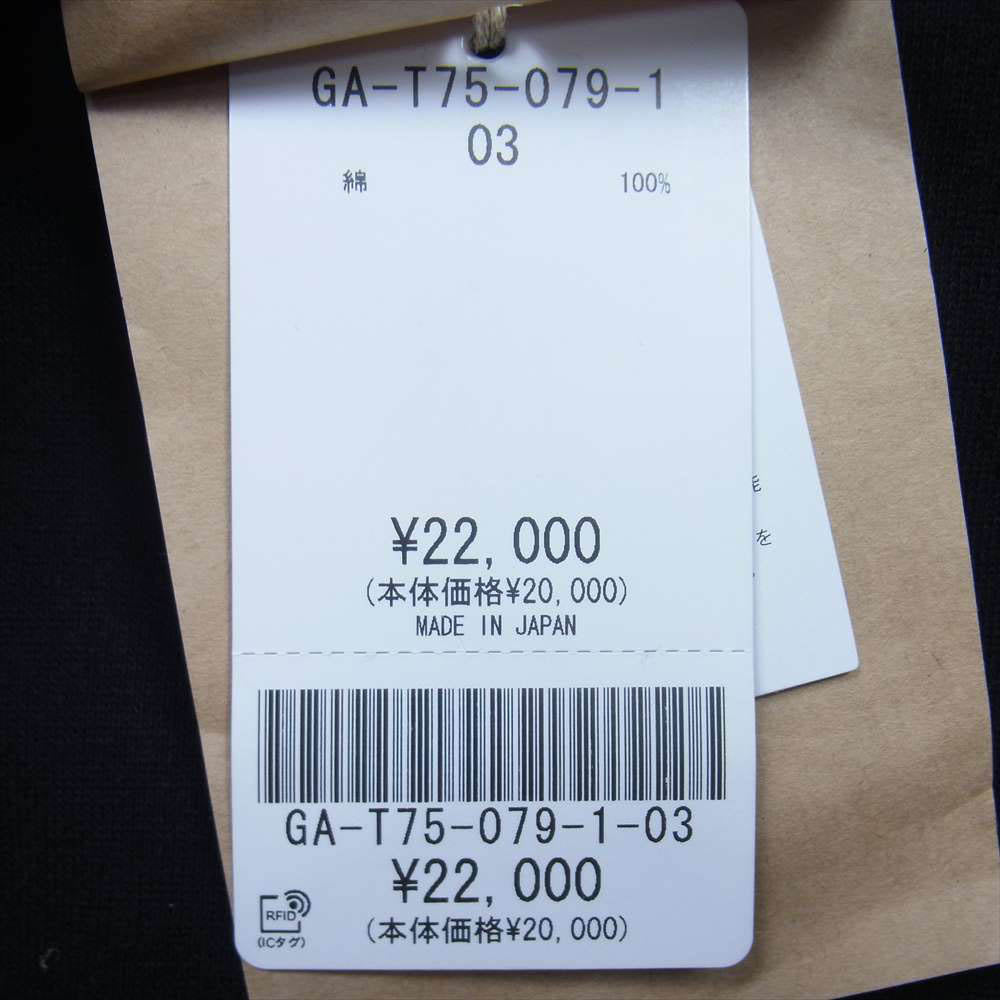 GA-T75-079-1
03
綿 100%
¥22,000
(本体価格¥20,000)
MADE IN JAPAN
GA-T75-079-1-03
¥22,000
(本体価格¥20,000)
RFID
(ICタグ)
を